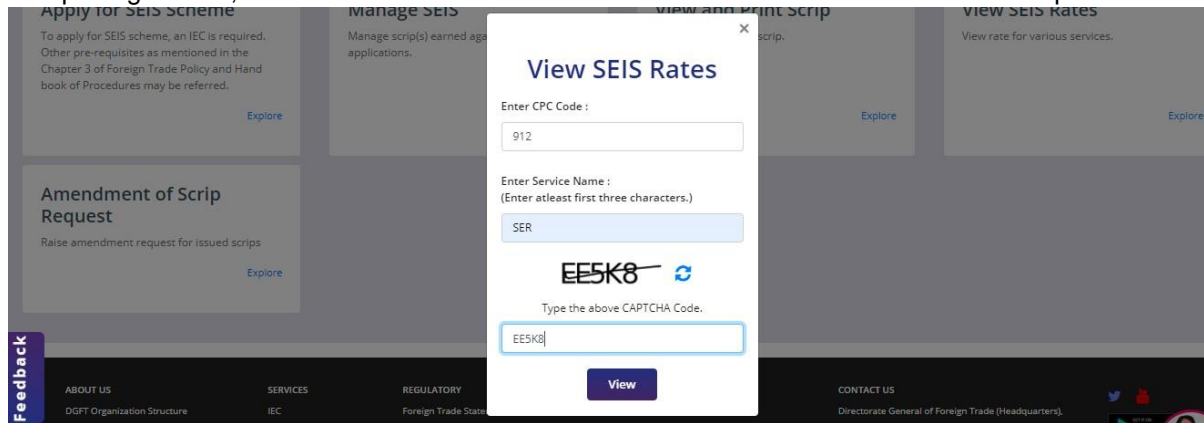 Apply for SEIS Scheme
To apply for SEIS scheme, an IEC is required.
Other pre-requisites as mentioned in the
Chapter 3 of Foreign Trade Policy and Hand
book of Procedures may be referred.
Explore
Manage SEIS
Manage scrip(s) earned aga
applications.
View and Print Scrip
scrip.
Explore
View SEIS Rates
View rate for various services.
Explore
Amendment of Scrip
Request
Raise amendment request for issued scrips
Explore
×
View SEIS Rates
Enter CPC Code :
912
Enter Service Name :
(Enter atleast first three characters.)
SER
EE5K8
Type the above CAPTCHA Code.
EE5K8
View
Feedback
ABOUT US
DGFT Organization Structure
SERVICES
IEC
REGULATORY
Foreign Trade State
CONTACT US
Directorate General of Foreign Trade (Headquarters),